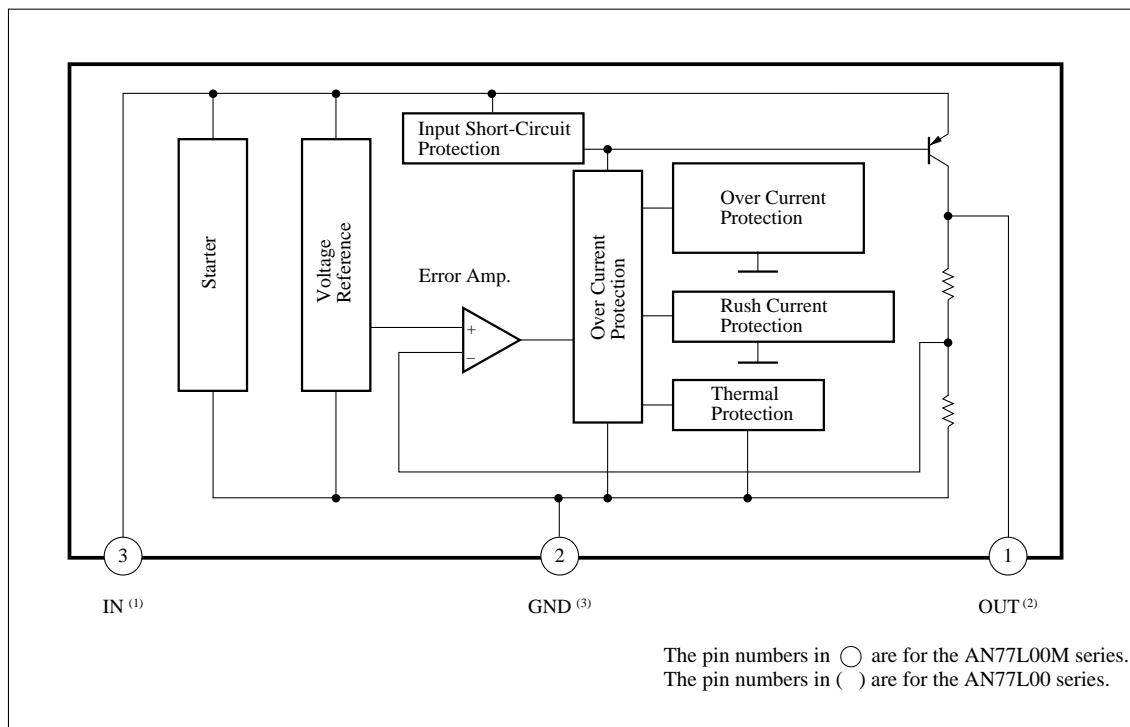 Input Short-Circuit
Protection
Over Current
Protection
Starter
Voltage
Reference
Error Amp.
+
−
Over Current
Protection
Rush Current
Protection
Thermal
Protection
3
2
1
IN (1)
GND (3)
OUT (2)
The pin numbers in ○ are for the AN77L00M series.
The pin numbers in ( ) are for the AN77L00 series.